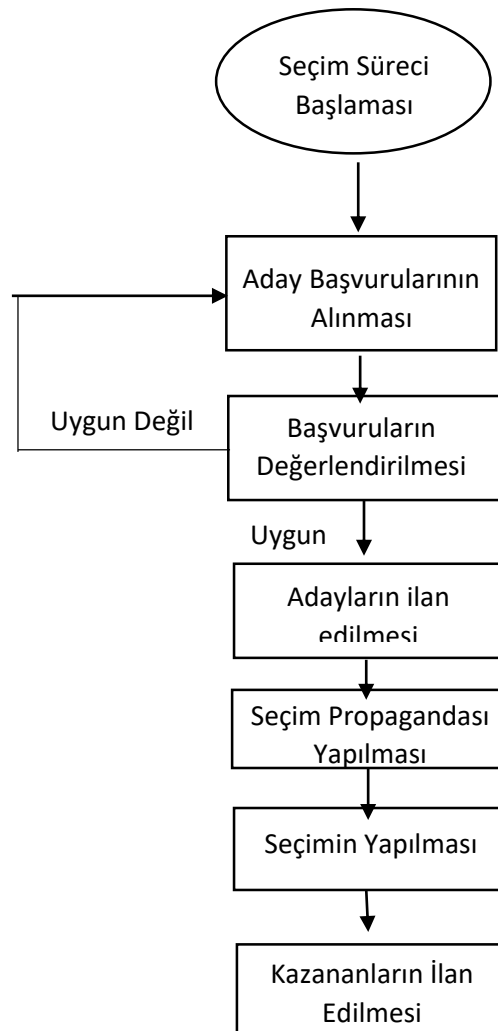 Seçim Süreci
Başlaması
Aday Başvurularının
Alınması
Uygun Değil
Başvuruların
Değerlendirilmesi
Uygun
Adayların ilan
edilmesi
Seçim Propagandası
Yapılması
Seçimin Yapılması
Kazananların İlan
Edilmesi